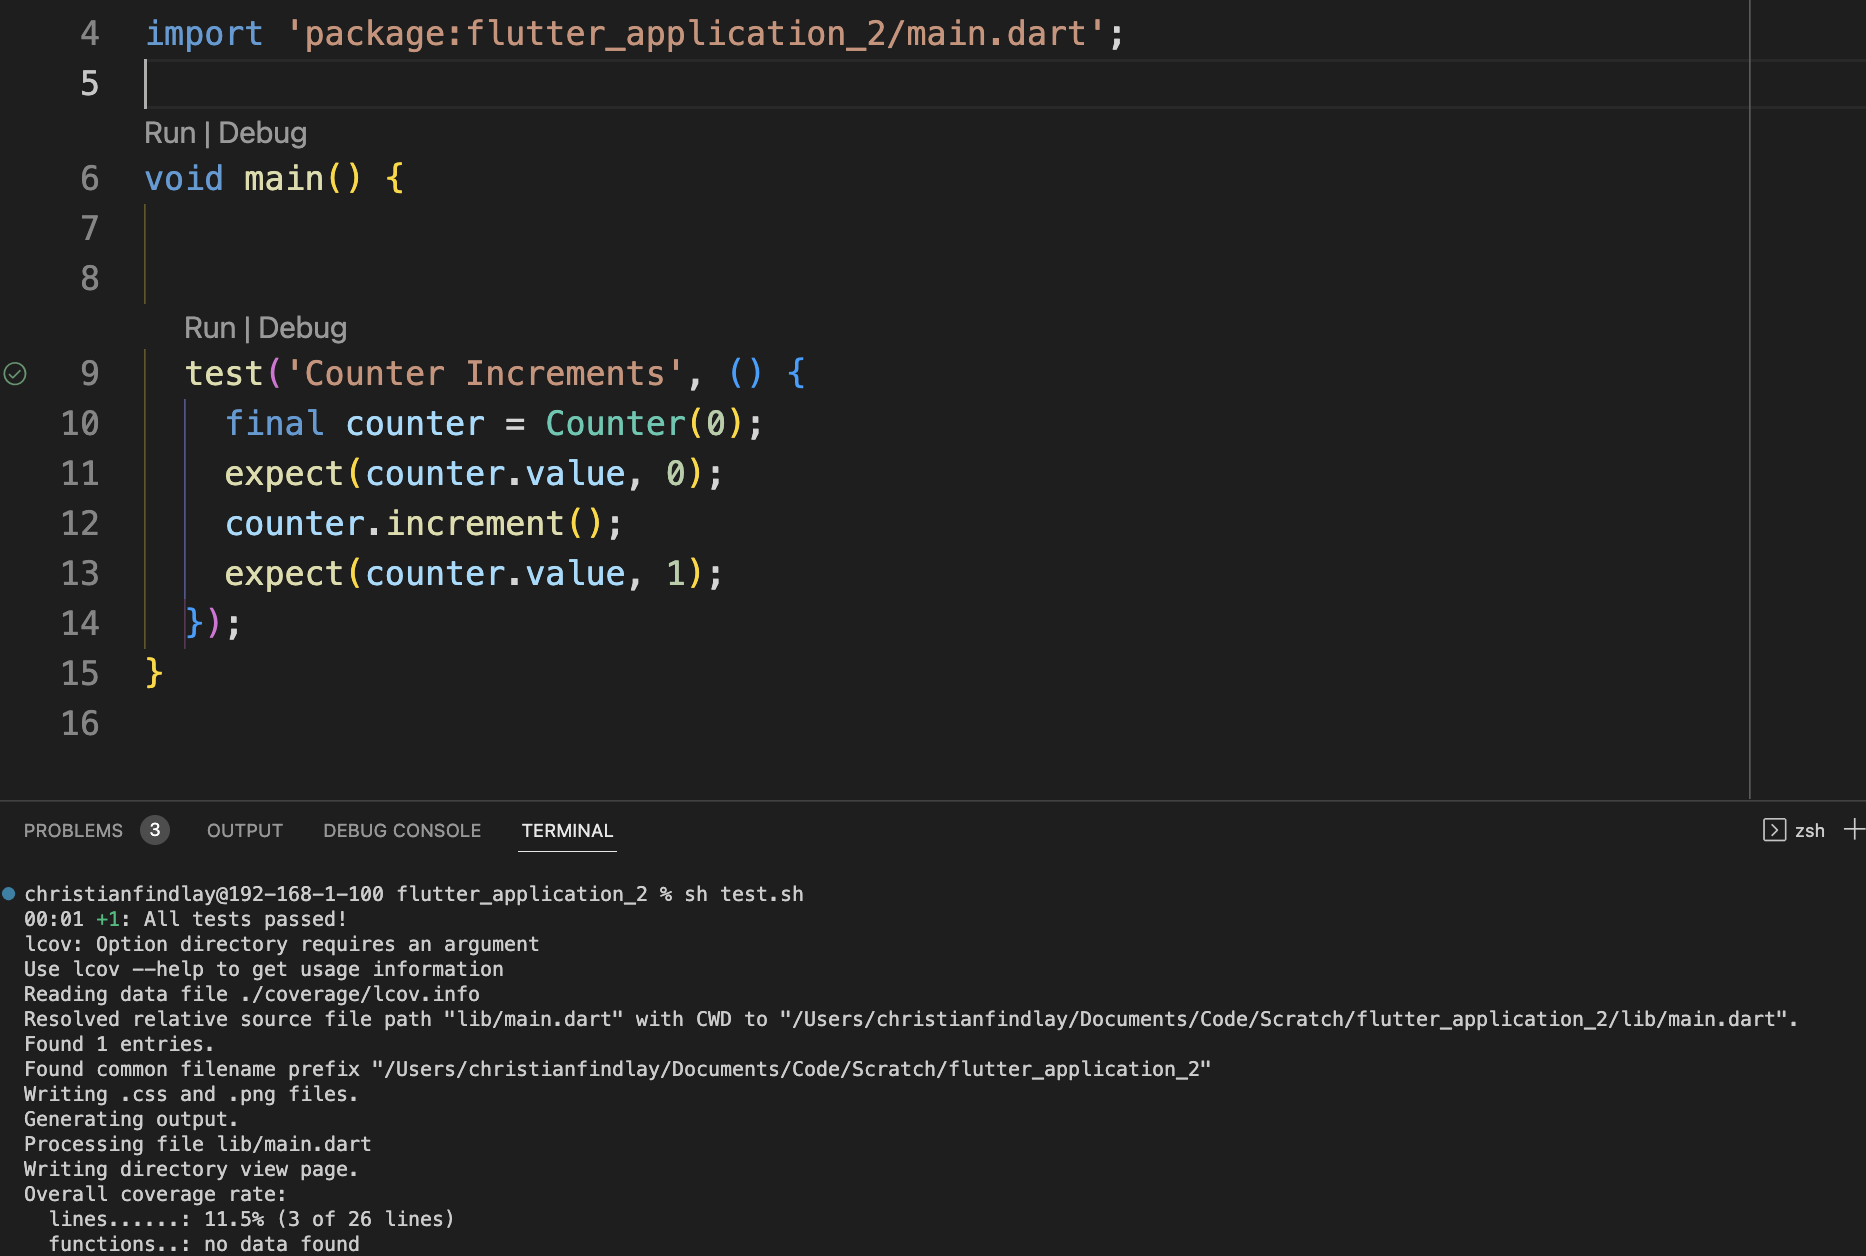 4 import 'package:flutter_application_2/main.dart';
5
Run | Debug
6 void main() {
7
8
Run | Debug
9 test('Counter Increments', () {
10 final counter = Counter(0);
11 expect(counter.value, 0);
12 counter.increment();
13 expect(counter.value, 1);
14 });
15 }
16
PROBLEMS 3 OUTPUT DEBUG CONSOLE TERMINAL zsh
christianfindlay@192-168-1-100 flutter_application_2 % sh test.sh
00:01 +1: All tests passed!
lcov: Option directory requires an argument
Use lcov --help to get usage information
Reading data file ./coverage/lcov.info
Resolved relative source file path "lib/main.dart" with CWD to "/Users/christianfindlay/Documents/Code/Scratch/flutter_application_2/lib/main.dart".
Found 1 entries.
Found common filename prefix "/Users/christianfindlay/Documents/Code/Scratch/flutter_application_2"
Writing .css and .png files.
Generating output.
Processing file lib/main.dart
Writing directory view page.
Overall coverage rate:
lines......: 11.5% (3 of 26 lines)
functions..: no data found